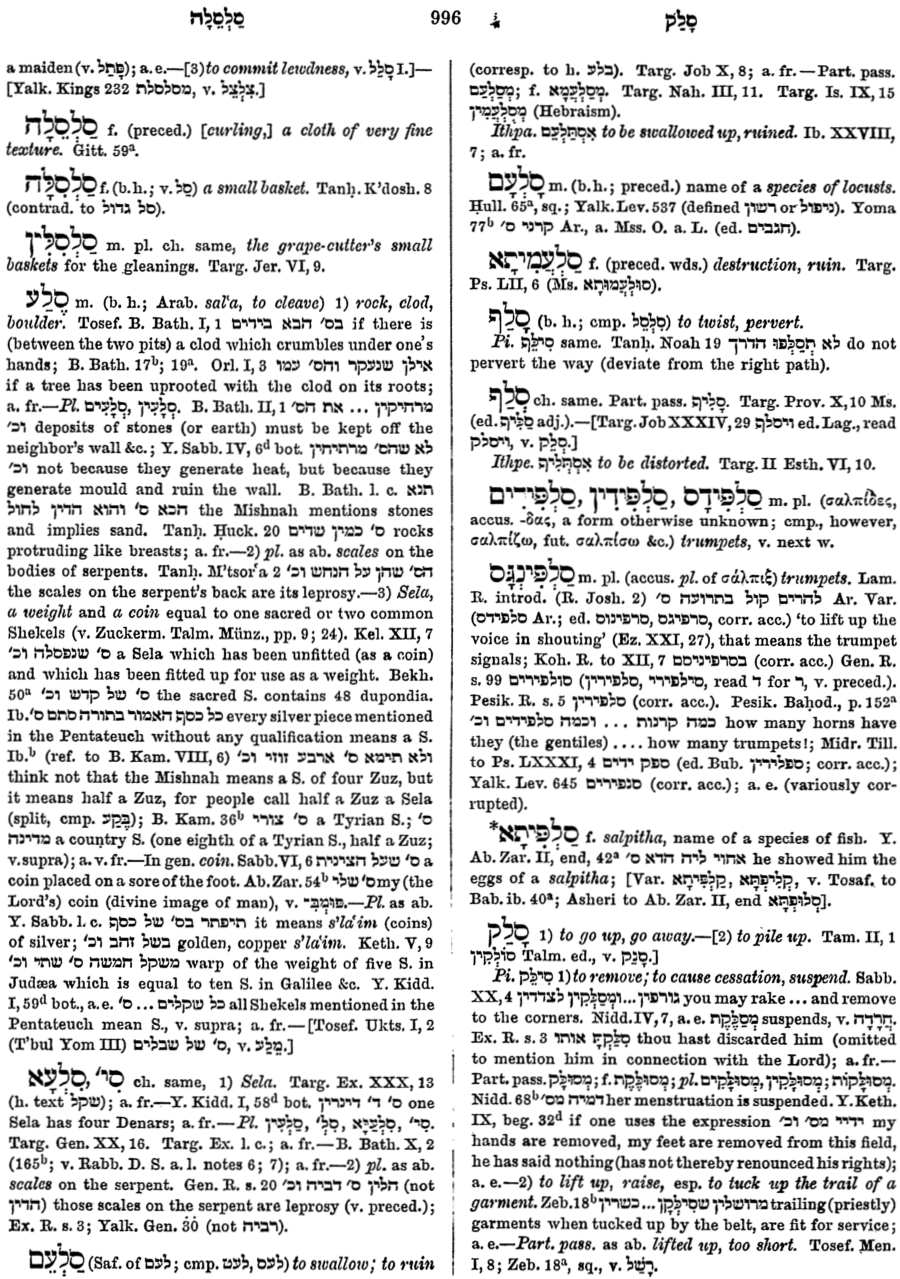 סַלְסֵלָה 996 סָלַק
a maiden (v. פָּתַל); a. e.—[3) to commit lewdness, v. סָלַל I.]—
[Yalk. Kings 232 מסלסלת, v. צִלְצֵל.]
סַלְסֵלָה f. (preced.) [curling,] a cloth of very fine
texture. Gitt. 59ᵃ.
סַלְסִלָּה f. (b. h.; v. סַל) a small basket. Tanḥ. K'dosh. 8
(contrad. to סל גדול).
סַלְסִלִּין m. pl. ch. same, the grape-cutter's small
baskets for the gleanings. Targ. Jer. VI, 9.
סֶלַע m. (b. h.; Arab. sal‘a, to cleave) 1) rock, clod,
boulder. Tosef. B. Bath. I, 1 בס׳ הבא בידים if there is
(between the two pits) a clod which crumbles under one's
hands; B. Bath. 17ᵇ; 19ᵃ. Orl. I, 3 אילן שנעקר והס׳ עמו
if a tree has been uprooted with the clod on its roots;
a. fr.—Pl. סְלָעִים, סְלָעִין. B. Bath. II, 1 מרחיקין ... את הס׳
וכ׳ deposits of stones (or earth) must be kept off the
neighbor's wall &c.; Y. Sabb. IV, 6ᵈ bot. לא שהס׳ מרתיחין
וכ׳ not because they generate heat, but because they
generate mould and ruin the wall. B. Bath. l. c. תנא
הכא ס׳ והוא הדין לחול the Mishnah mentions stones
and implies sand. Tanḥ. Ḥuck. 20 ס׳ כמין שדים rocks
protruding like breasts; a. fr.—2) pl. as ab. scales on the
bodies of serpents. Tanḥ. M'tsor‘a 2 הס׳ שהן על הנחש וכ׳
the scales on the serpent's back are its leprosy.—3) Sela,
a weight and a coin equal to one sacred or two common
Shekels (v. Zuckerm. Talm. Münz., pp. 9; 24). Kel. XII, 7
ס׳ שנפסלה וכ׳ a Sela which has been unfitted (as a coin)
and which has been fitted up for use as a weight. Bekh.
50ᵃ ס׳ של קדש וכ׳ the sacred S. contains 48 dupondia.
Ib. כל כסף האמור בתורה סתם ס׳ every silver piece mentioned
in the Pentateuch without any qualification means a S.
Ib.ᵇ (ref. to B. Kam. VIII, 6) ולא תימא ס׳ ארבע זוזי וכ׳
think not that the Mishnah means a S. of four Zuz, but
it means half a Zuz, for people call half a Zuz a Sela
(split, cmp. בֶּקַע); B. Kam. 36ᵇ ס׳ צורי a Tyrian S.; ס׳
מדינה a country S. (one eighth of a Tyrian S., half a Zuz;
v. supra); a. v. fr.—In gen. coin. Sabb. VI, 6 ס׳ שעל הצינית a
coin placed on a sore of the foot. Ab. Zar. 54ᵇ ס׳ שלי my (the
Lord's) coin (divine image of man), v. פּוּמְבֵּי.—Pl. as ab.
Y. Sabb. l. c. תיפתר בס׳ של כסף it means s'la‘im (coins)
of silver; בשל זהב וכ׳ golden, copper s'la‘im. Keth. V, 9
משקל חמשה ס׳ שתי וכ׳ warp of the weight of five S. in
Judæa which is equal to ten S. in Galilee &c. Y. Kidd.
I, 59ᵈ bot., a. e. כל שקלים ... ס׳ all Shekels mentioned in the
Pentateuch mean S., v. supra; a. fr.—[Tosef. Ukts. I, 2
(T'bul Yom III) ס׳ של שבלים, v. מֶלַע.]
סִי׳, סַלְעָא ch. same, 1) Sela. Targ. Ex. XXX, 13
(h. text שקל); a. fr.—Y. Kidd. I, 58ᵈ bot. ס׳ ד׳ דינרין one
Sela has four Denars; a. fr.—Pl. סַלְעִין, סִלְ׳, סִלְעַיָּא, סִי׳.
Targ. Gen. XX, 16. Targ. Ex. l. c.; a. fr.—B. Bath. X, 2
(165ᵇ; v. Rabb. D. S. a. l. notes 6; 7); a. fr.—2) pl. as ab.
scales on the serpent. Gen. R. s. 20 הלין ס׳ דביה וכ׳ (not
הדין) those scales on the serpent are leprosy (v. preced.);
Ex. R. s. 3; Yalk. Gen. 30 (not רביה).
סַלְעֵם (Saf. of לעם; cmp. לעס, לעט) to swallow; to ruin
(corresp. to h. בלע). Targ. Job X, 8; a. fr.—Part. pass.
מְסַלְעַם; f. מְסַלְעֲמָא. Targ. Nah. III, 11. Targ. Is. IX, 15
מְסֻלְעָמִין (Hebraism).
Ithpa. אִסְתַּלְעֵם to be swallowed up, ruined. Ib. XXVIII,
7; a. fr.
סָלְעָם m. (b. h.; preced.) name of a species of locusts.
Ḥull. 65ᵃ, sq.; Yalk. Lev. 537 (defined רשון or ניפול). Yoma
77ᵇ קרני ס׳ Ar., a. Mss. O. a. L. (ed. חגבים).
סַלְעֲמִיתָא f. (preced. wds.) destruction, ruin. Targ.
Ps. LII, 6 (Ms. סוּלְעֲמוּתָא).
סָלַף (b. h.; cmp. סִלְסֵל) to twist, pervert.
Pi. סִילֵּף same. Tanḥ. Noah 19 לא תְסַלְּפוּ הדרך do not
pervert the way (deviate from the right path).
סְלַף ch. same. Part. pass. סָלִיף. Targ. Prov. X, 10 Ms.
(ed. סַלִּיף adj.).—[Targ. Job XXXIV, 29 ויסלף ed. Lag., read
ויסלק, v. סְלַק.]
Ithpe. אִסְתְּלִיף to be distorted. Targ. II Esth. VI, 10.
סַלְפִּידָס, סַלְפִּידִין, סַלְפִּידִים m. pl. (σαλπίδες,
accus. -δας, a form otherwise unknown; cmp., however,
σαλπίζω, fut. σαλπίσω &c.) trumpets, v. next w.
סַלְפִּינְגָּס m. pl. (accus. pl. of σάλπιξ) trumpets. Lam.
R. introd. (R. Josh. 2) להרים קול בתרועה ס׳ Ar. Var.
(סלפידס Ar.; ed. סרפינוס, סרפיגס, corr. acc.) 'to lift up the
voice in shouting' (Ez. XXI, 27), that means the trumpet
signals; Koh. R. to XII, 7 בסרפיניסם (corr. acc.) Gen. R.
s. 99 סולפירים (סלפירין, סילפירי, read ד for ר, v. preced.).
Pesik. R. s. 5 סלפירין (corr. acc.). Pesik. Baḥod., p. 152ᵃ
כמה קרנות ... וכמה סלפידים וכ׳ how many horns have
they (the gentiles) .... how many trumpets!; Midr. Till.
to Ps. LXXXI, 4 ספק ידים (ed. Bub. ספלירין; corr. acc.);
Yalk. Lev. 645 סנפירים (corr. acc.); a. e. (variously cor-
rupted).
*סַלְפִּיתָא f. salpitha, name of a species of fish. Y.
Ab. Zar. II, end, 42ᵃ אחוי ליה הדא ס׳ he showed him the
eggs of a salpitha; [Var. קַלְפִּיתָא, קְלִיפְתָּא, v. Tosaf. to
Bab. ib. 40ᵃ; Asheri to Ab. Zar. II, end סְלוּפְתָּא].
סָלַק 1) to go up, go away.—[2) to pile up. Tam. II, 1
סוֹלְקִין Talm. ed., v. סָנַק.]
Pi. סִילֵּק 1) to remove; to cause cessation, suspend. Sabb.
XX, 4 גורפין ... וּמְסַלְּקִין לצדדין you may rake ... and remove
to the corners. Nidd. IV, 7, a. e. מְסַלֶּקֶת suspends, v. חֲרָדָה.
Ex. R. s. 3 סִלַּקְתָּ אותו thou hast discarded him (omitted
to mention him in connection with the Lord); a. fr.—
Part. pass. מְסוּלָּק; f. מְסוּלֶּקֶת; pl. מְסוּלָּקִים, מְסוּלָּקִין; מְסוּלָּקוֹת.
Nidd. 68ᵇ דמיה מס׳ her menstruation is suspended. Y. Keth.
IX, beg. 32ᵈ if one uses the expression ידיי מס׳ וכ׳ my
hands are removed, my feet are removed from this field,
he has said nothing (has not thereby renounced his rights);
a. e.—2) to lift up, raise, esp. to tuck up the trail of a
garment. Zeb. 18ᵇ מרושלין שסִילְּקָן ... כשרין trailing (priestly)
garments when tucked up by the belt, are fit for service;
a. e.—Part. pass. as ab. lifted up, too short. Tosef. Men.
I, 8; Zeb. 18ᵃ, sq., v. רָשַׁל.